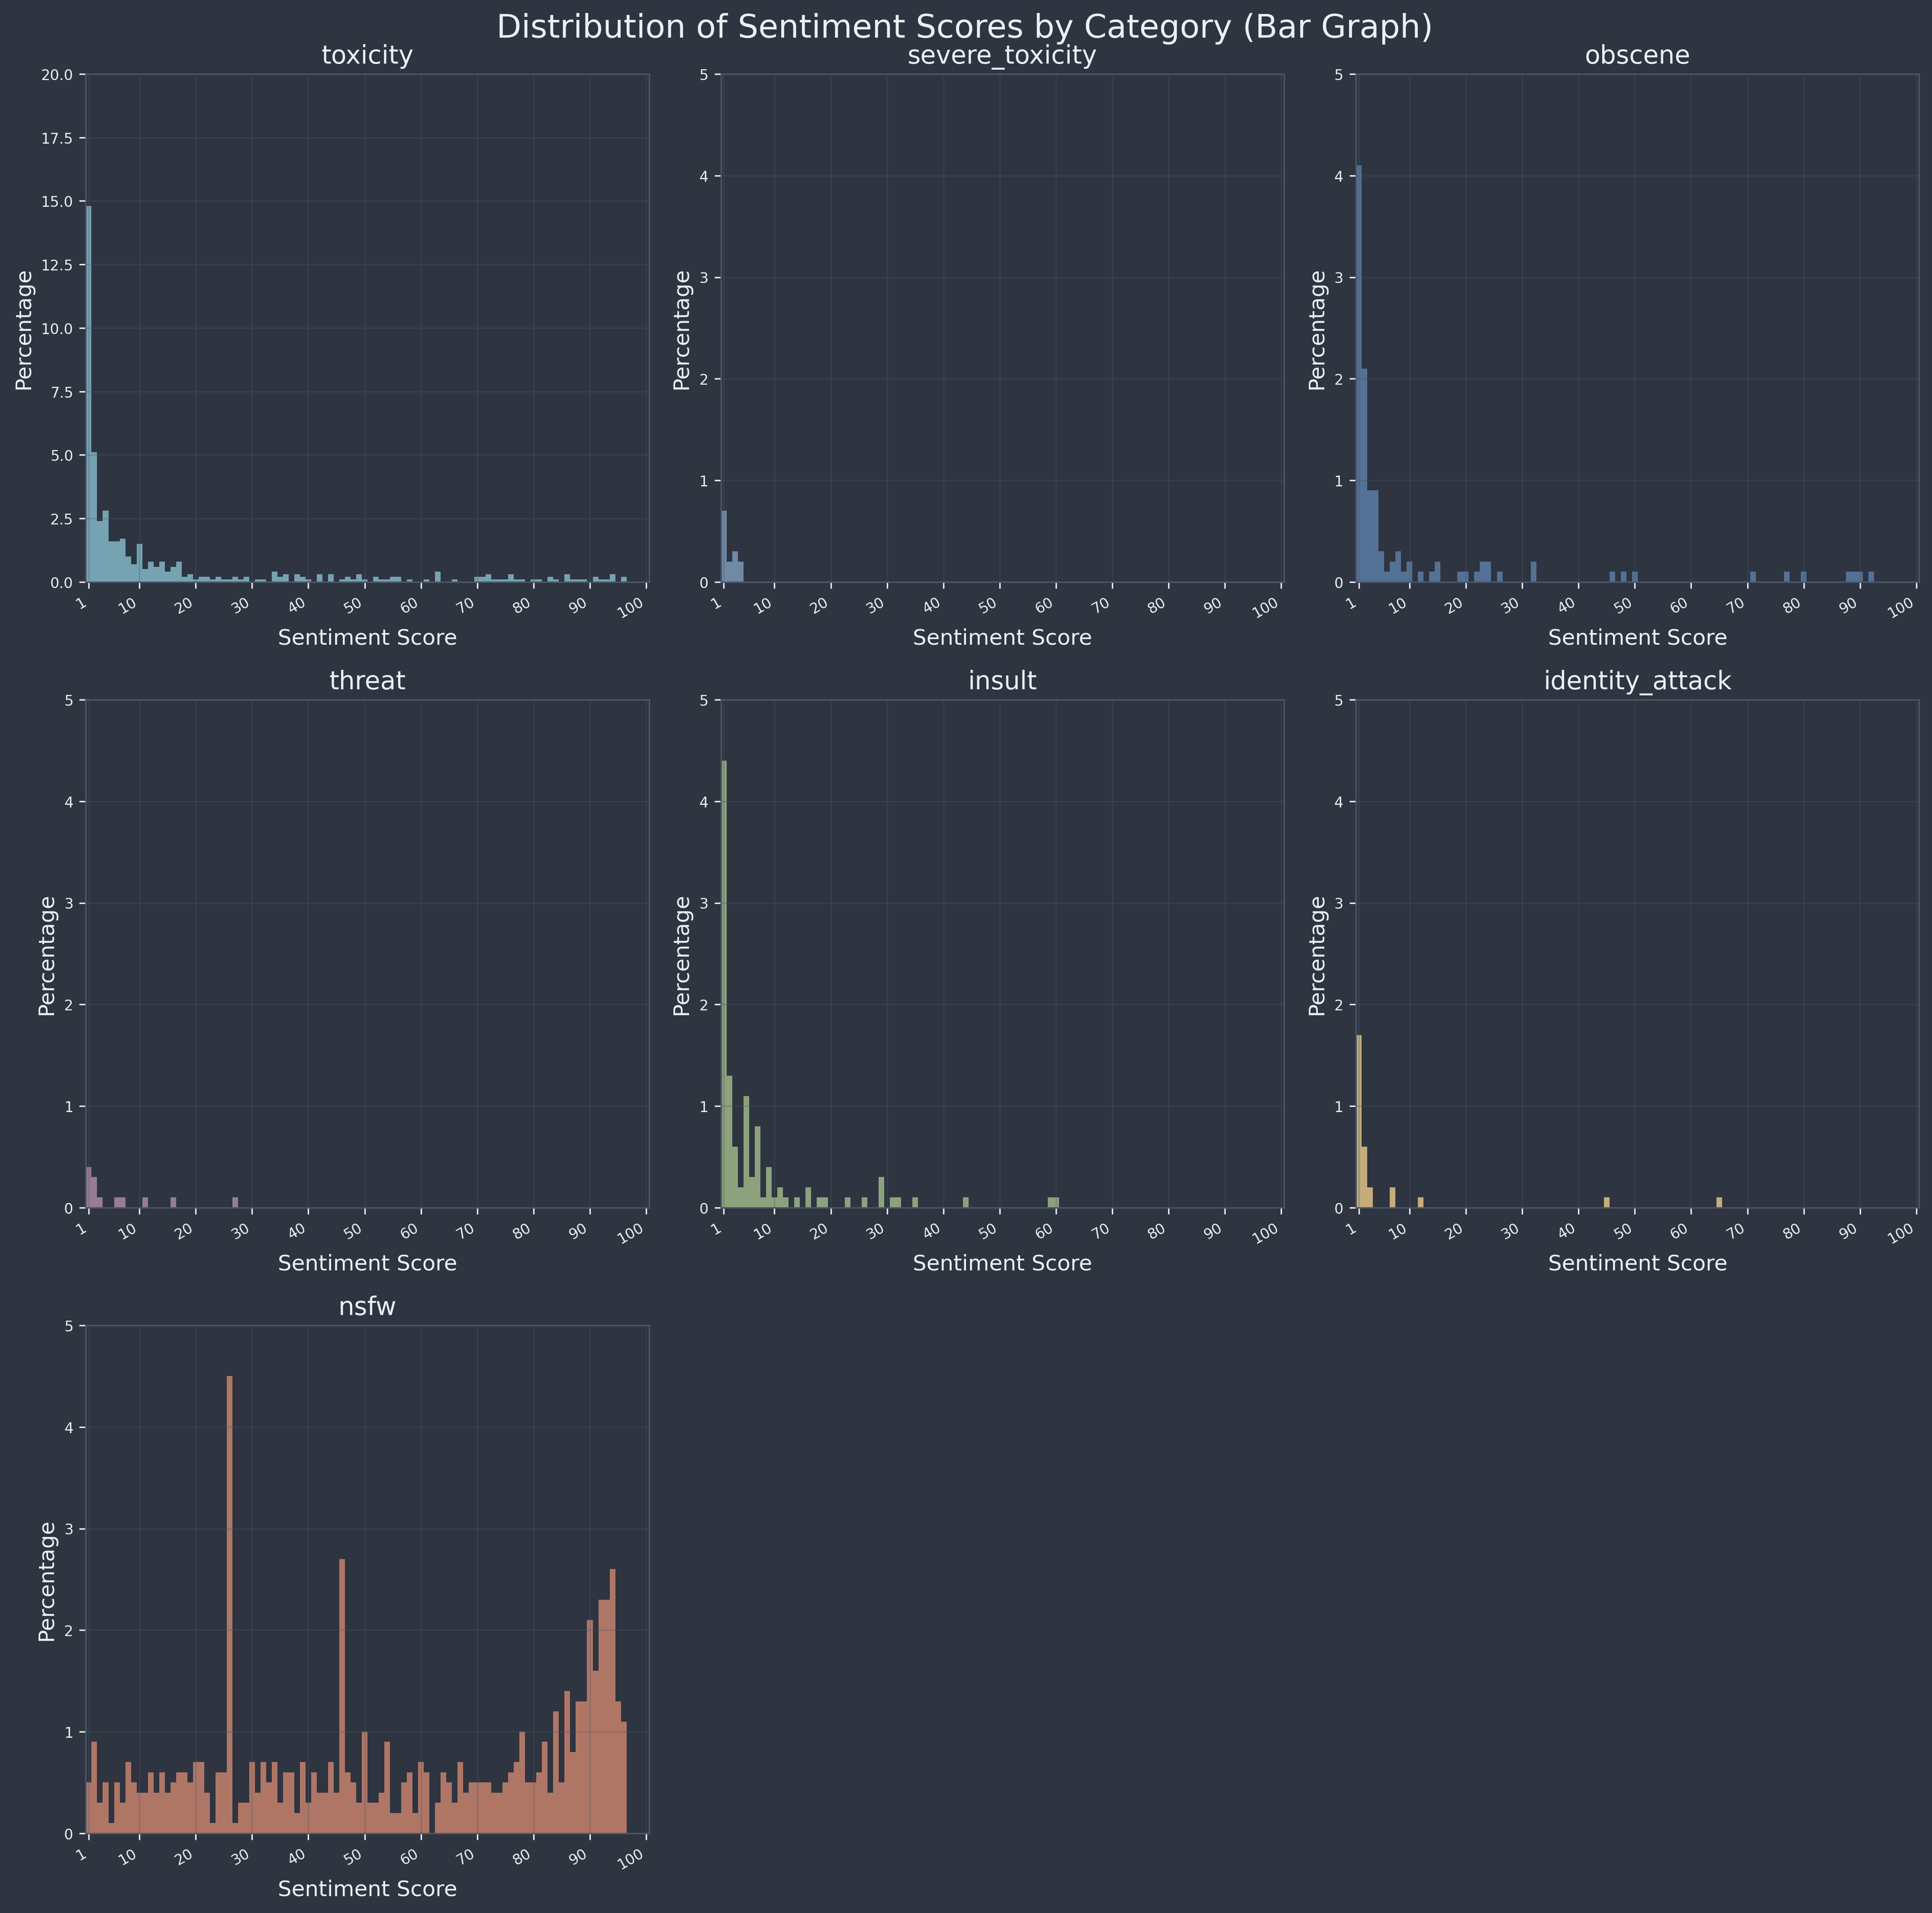 Distribution of Sentiment Scores by Category (Bar Graph)
toxicity
Percentage
20.0
17.5
15.0
12.5
10.0
7.5
5.0
2.5
0.0
1 10 20 30 40 50 60 70 80 90 100
Sentiment Score
severe_toxicity
Percentage
5
4
3
2
1
0
1 10 20 30 40 50 60 70 80 90 100
Sentiment Score
obscene
Percentage
5
4
3
2
1
0
1 10 20 30 40 50 60 70 80 90 100
Sentiment Score
threat
Percentage
5
4
3
2
1
0
1 10 20 30 40 50 60 70 80 90 100
Sentiment Score
insult
Percentage
5
4
3
2
1
0
1 10 20 30 40 50 60 70 80 90 100
Sentiment Score
identity_attack
Percentage
5
4
3
2
1
0
1 10 20 30 40 50 60 70 80 90 100
Sentiment Score
nsfw
Percentage
5
4
3
2
1
0
1 10 20 30 40 50 60 70 80 90 100
Sentiment Score